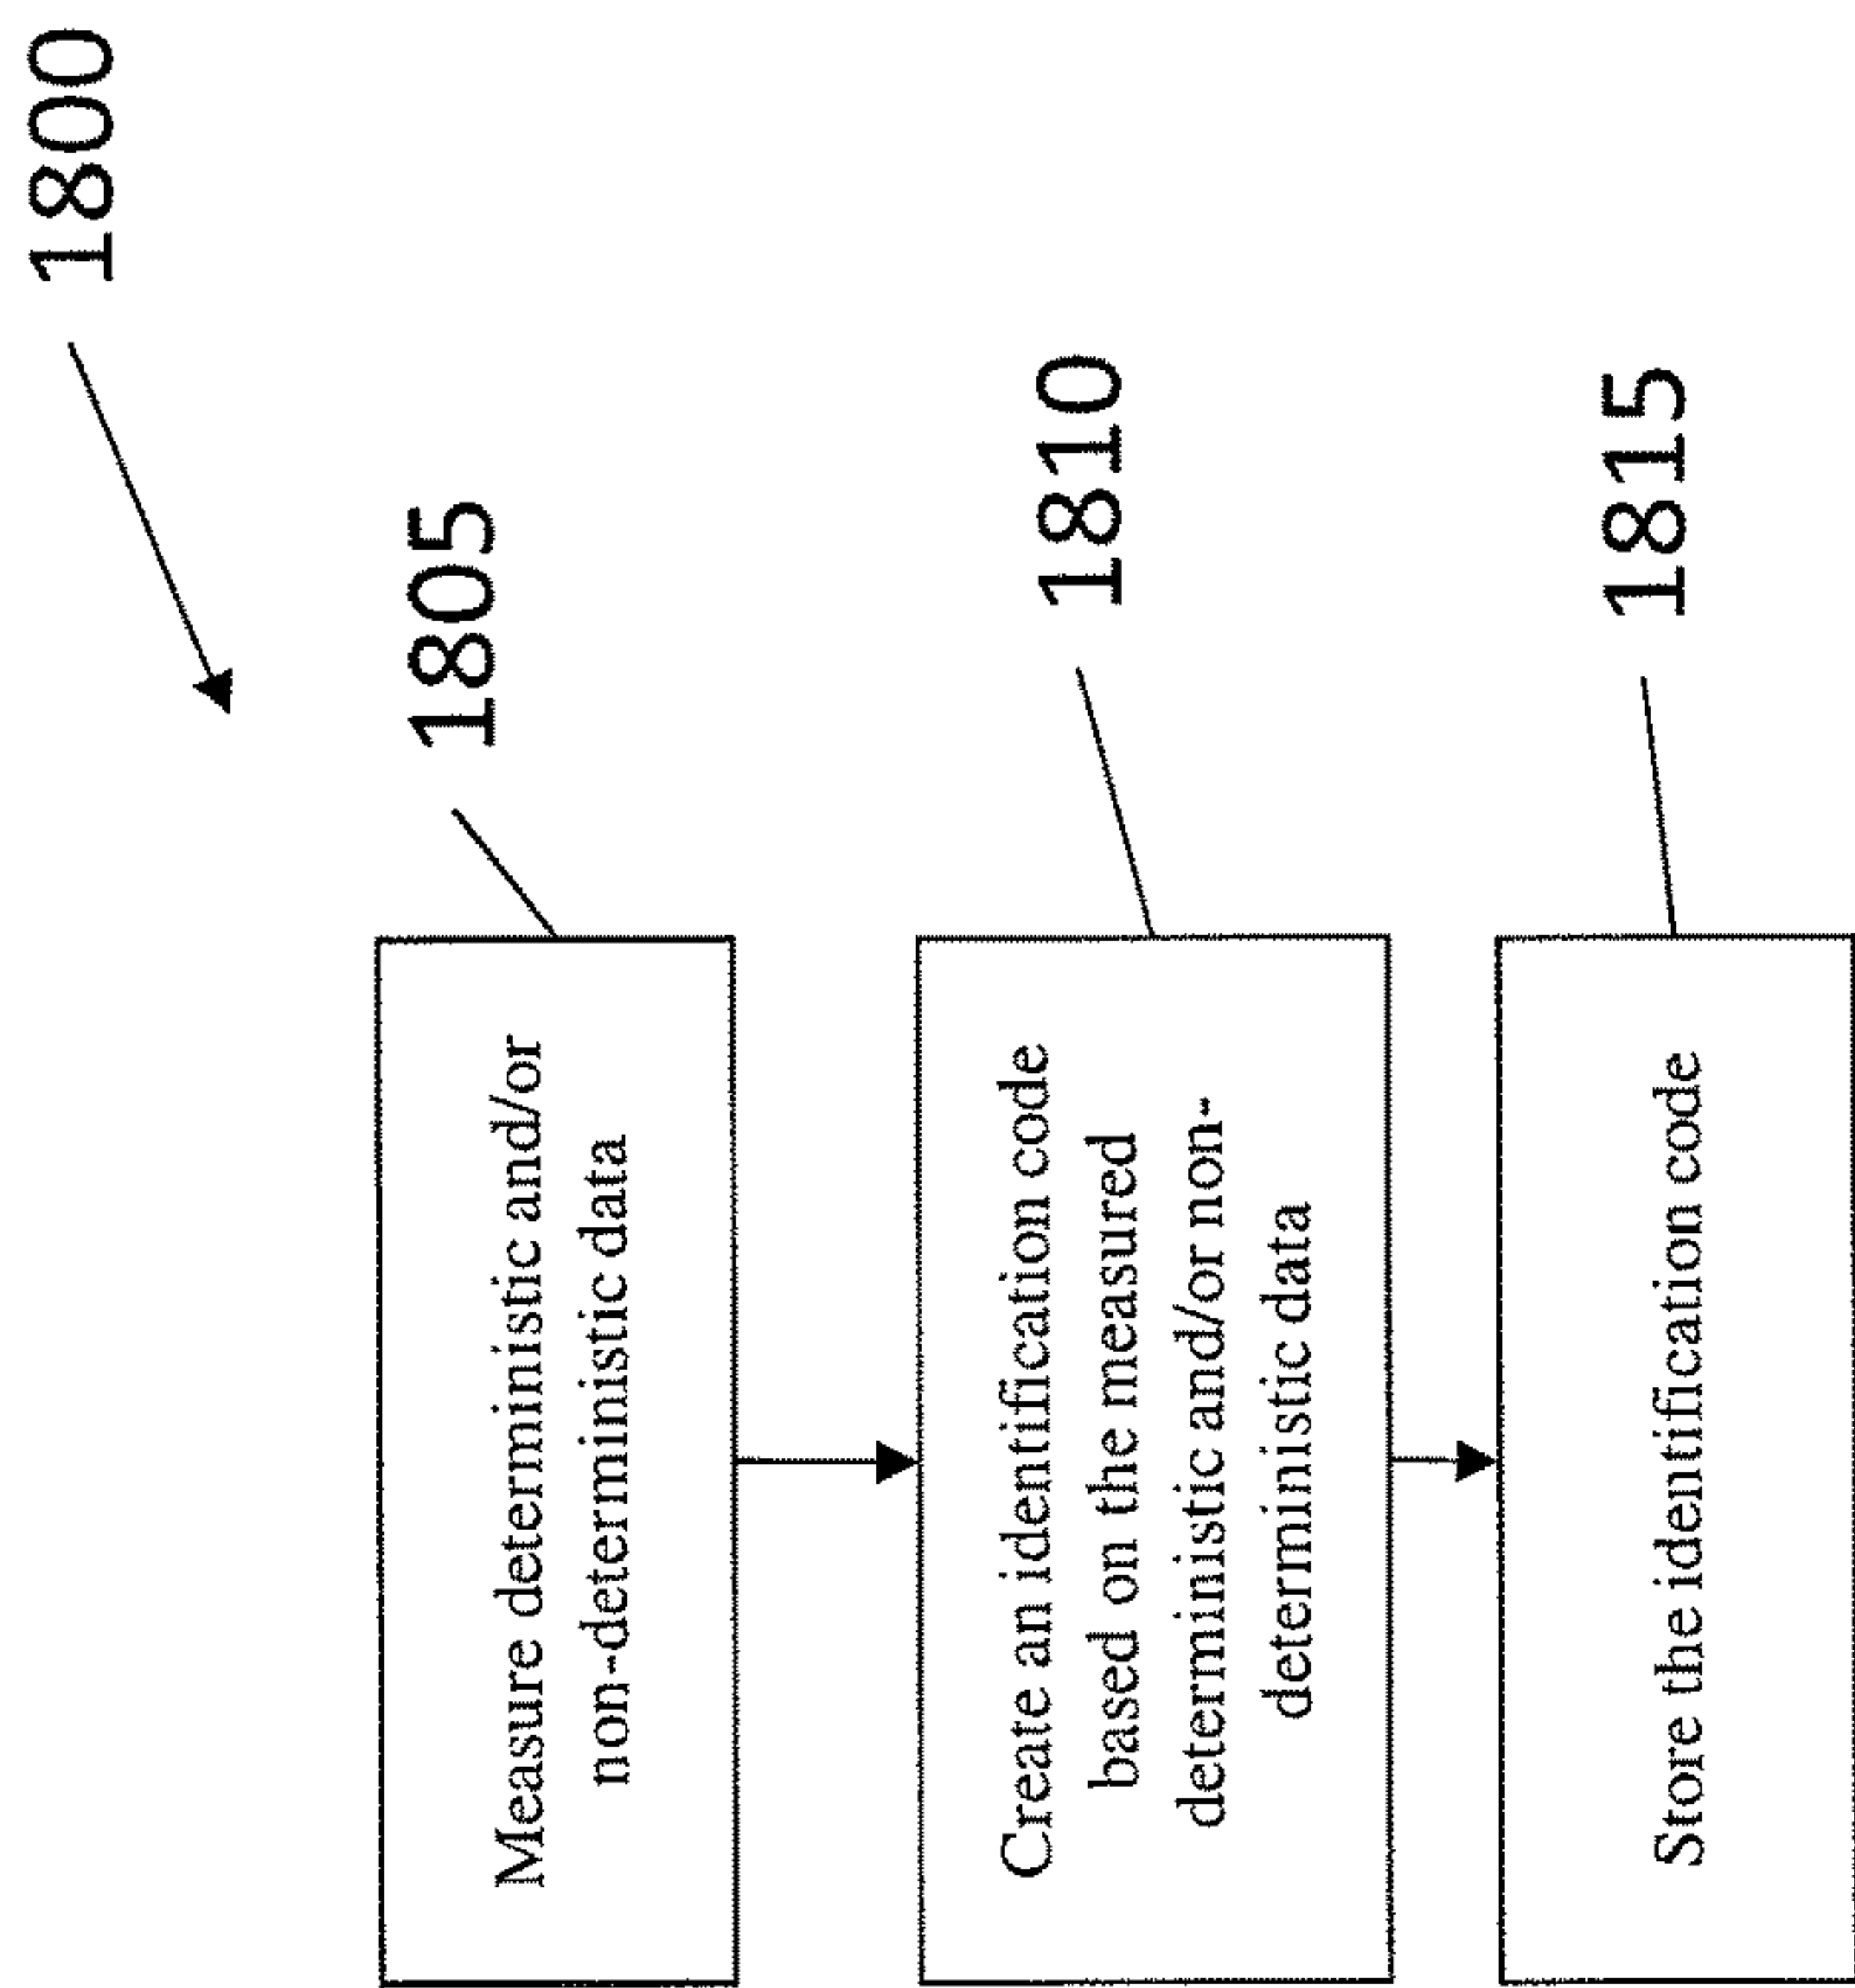 1800
1805
Measure deterministic and/or
non-deterministic data
1810
Create an identification code
based on the measured
deterministic and/or non-
deterministic data
1815
Store the identification code